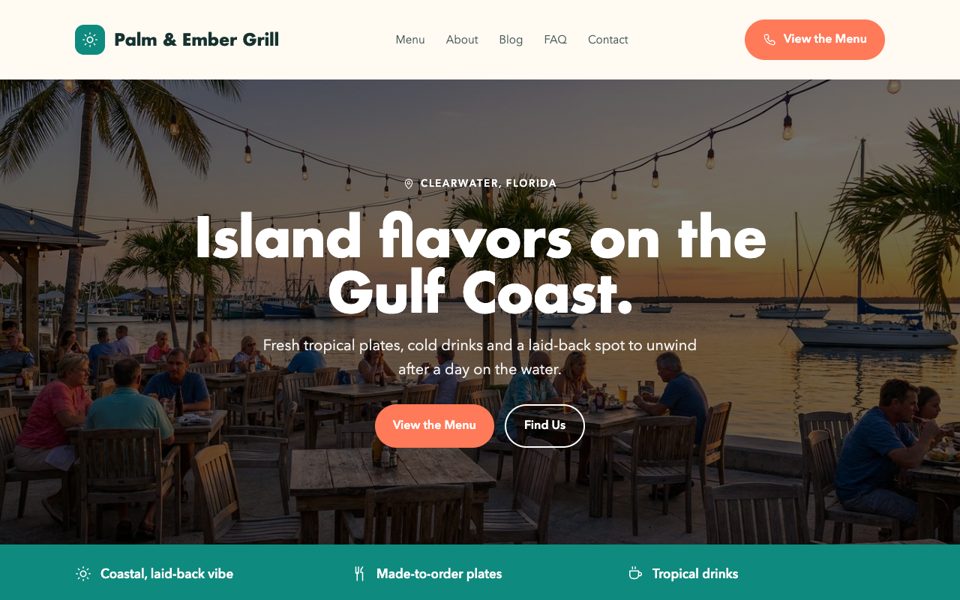 Palm & Ember Grill
Menu
About
Blog
FAQ
Contact
View the Menu
CLEARWATER, FLORIDA
Island flavors on the
Gulf Coast.
Fresh tropical plates, cold drinks and a laid-back spot to unwind
after a day on the water.
View the Menu
Find Us
Coastal, laid-back vibe
Made-to-order plates
Tropical drinks